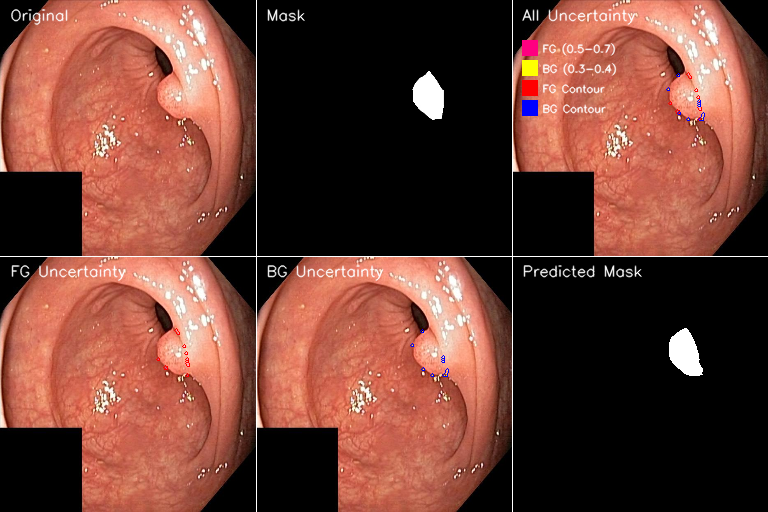 Original
Mask
All Uncertainty
FG (0.5-0.7)
BG (0.3-0.4)
FG Contour
BG Contour
FG Uncertainty
BG Uncertainty
Predicted Mask